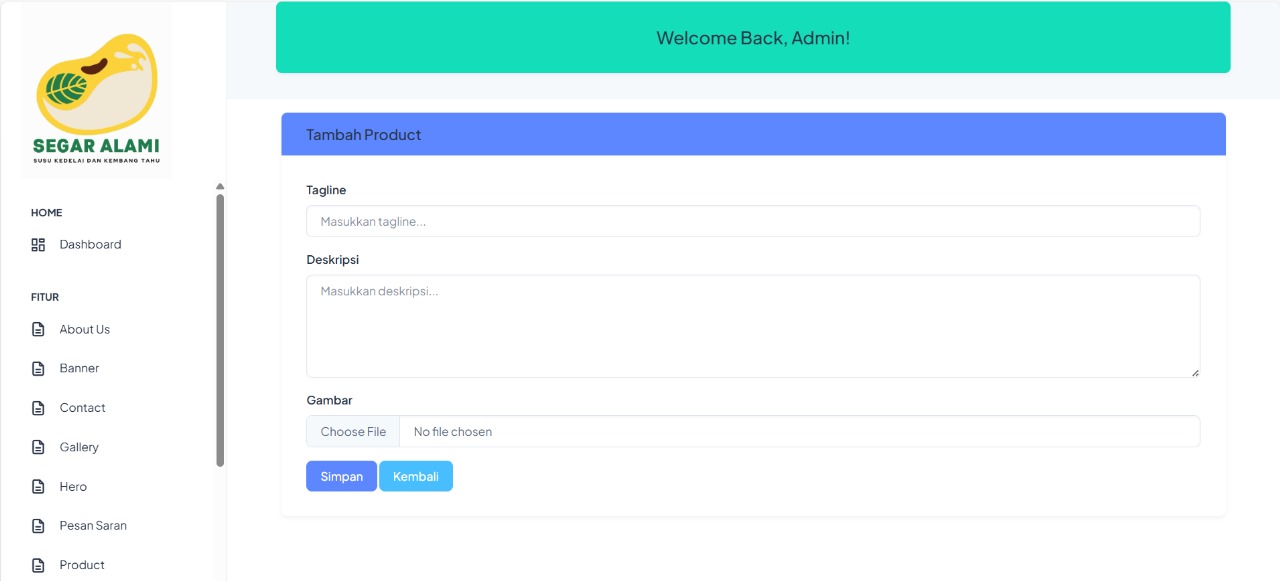 SEGAR ALAMI
SUSU KEDELAI DAN KEMBANG TAHU
HOME
Dashboard
FITUR
About Us
Banner
Contact
Gallery
Hero
Pesan Saran
Product
Welcome Back, Admin!
Tambah Product
Tagline
Masukkan tagline...
Deskripsi
Masukkan deskripsi...
Gambar
Choose File No file chosen
Simpan Kembali